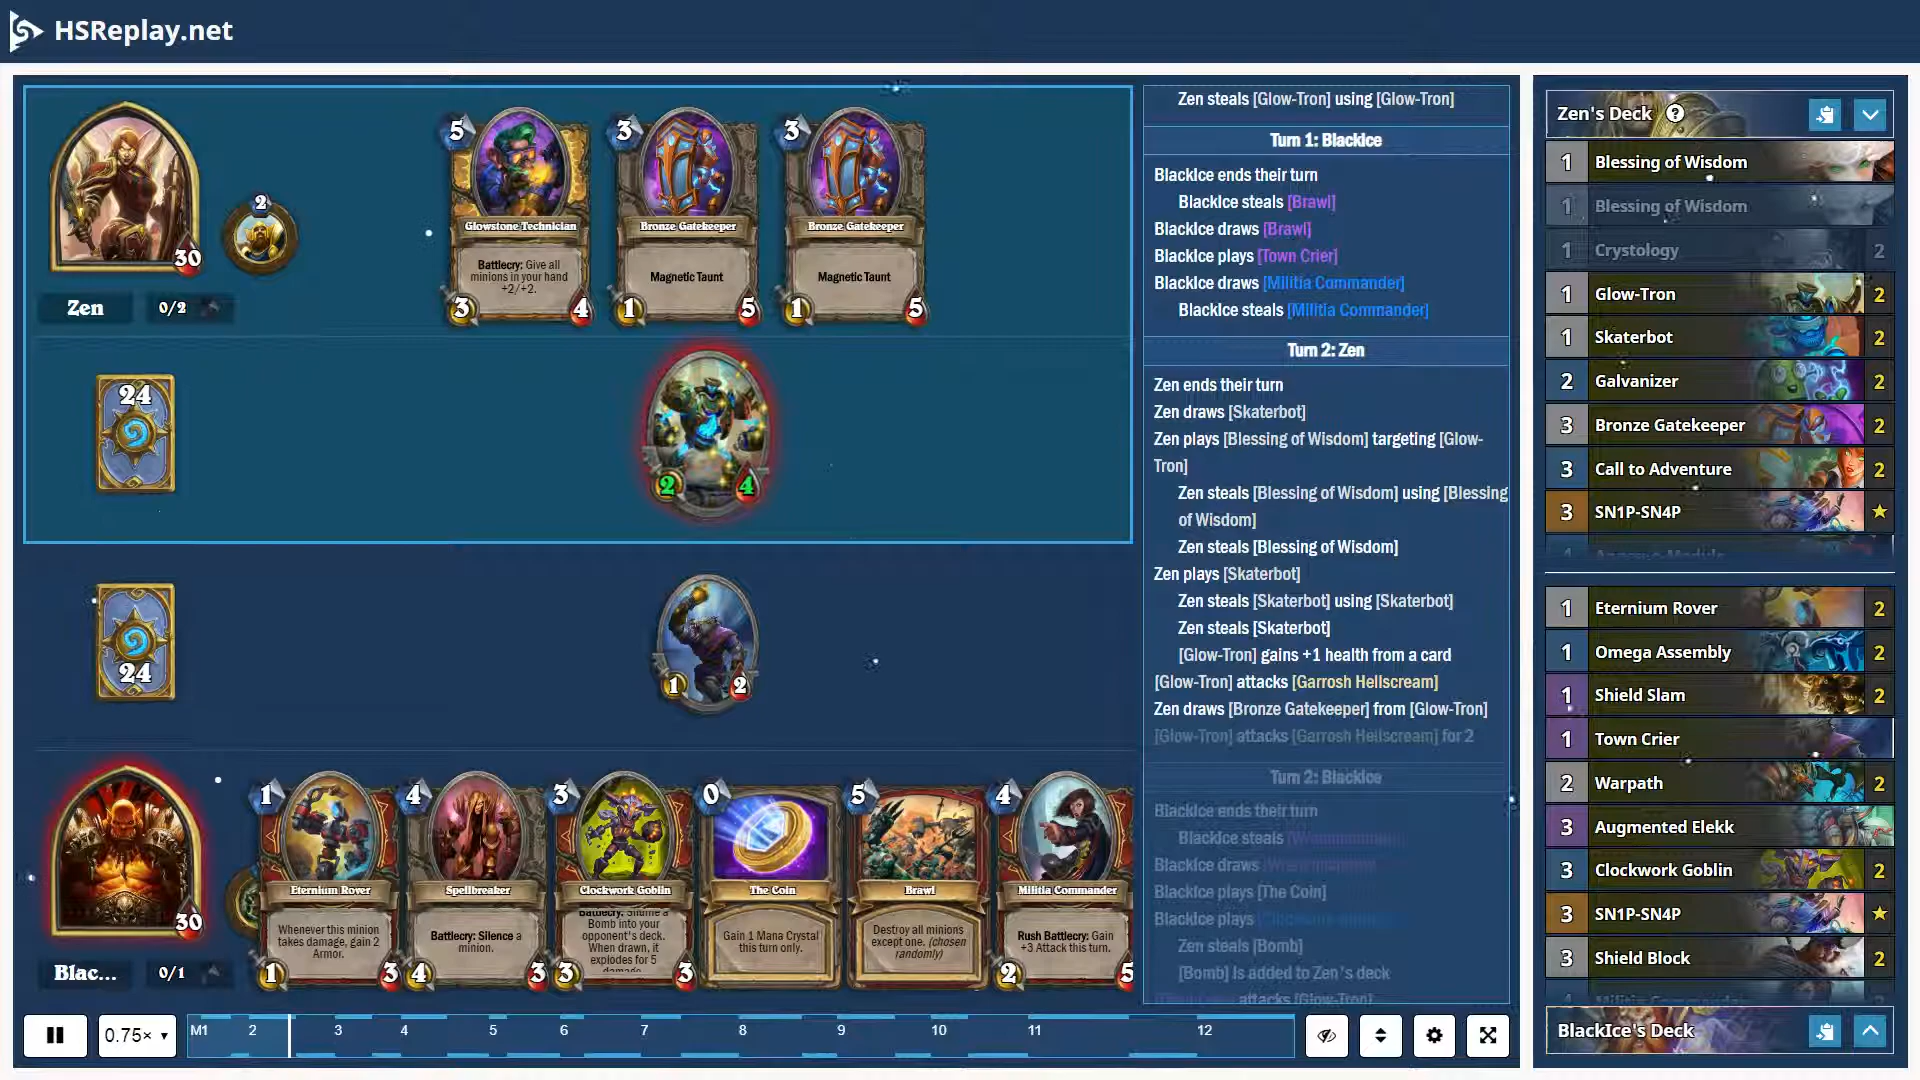 HSReplay.net
5
Glowstone Technician
Battlecry: Give all
minions in your hand
+2/+2.
3
4
3
Bronze Gatekeeper
Magnetic Taunt
1
5
3
Bronze Gatekeeper
Magnetic Taunt
1
5
30
2
Zen
0/2
24
2
4
24
1
2
30
Blac...
0/1
1
Eternium Rover
Whenever this minion
takes damage, gain 2
Armor.
1
3
4
Spellbreaker
Battlecry: Silence a
minion.
4
3
3
Clockwork Goblin
Battlecry: Shuffle a
Bomb into your
opponent's deck.
When drawn, it
explodes for 5
damage.
3
3
0
The Coin
Gain 1 Mana Crystal
this turn only.
5
Brawl
Destroy all minions
except one. (chosen
randomly)
4
Militia Commander
Rush Battlecry: Gain
+3 Attack this turn.
2
5
Zen steals [Glow-Tron] using [Glow-Tron]
Turn 1: BlackIce
BlackIce ends their turn
BlackIce steals [Brawl]
BlackIce draws [Brawl]
BlackIce plays [Town Crier]
BlackIce draws [Militia Commander]
BlackIce steals [Militia Commander]
Turn 2: Zen
Zen ends their turn
Zen draws [Skaterbot]
Zen plays [Blessing of Wisdom] targeting [Glow-
Tron]
Zen steals [Blessing of Wisdom] using [Blessing
of Wisdom]
Zen steals [Blessing of Wisdom]
Zen plays [Skaterbot]
Zen steals [Skaterbot] using [Skaterbot]
Zen steals [Skaterbot]
[Glow-Tron] gains +1 health from a card
[Glow-Tron] attacks [Garrosh Hellscream]
Zen draws [Bronze Gatekeeper] from [Glow-Tron]
[Glow-Tron] attacks [Garrosh Hellscream] for 2
Turn 2: BlackIce
BlackIce ends their turn
BlackIce steals
BlackIce draws
BlackIce plays [The Coin]
BlackIce plays
Zen steals [Bomb]
[Bomb] Is added to Zen's deck
attacks [Glow-Tron]
Zen's Deck ?
1 Blessing of Wisdom
1 Blessing of Wisdom
1 Crystology 2
1 Glow-Tron 2
1 Skaterbot 2
2 Galvanizer 2
3 Bronze Gatekeeper 2
3 Call to Adventure 2
3 SN1P-SN4P ★
1 Eternium Rover 2
1 Omega Assembly 2
1 Shield Slam 2
1 Town Crier
2 Warpath 2
3 Augmented Elekk
3 Clockwork Goblin 2
3 SN1P-SN4P ★
3 Shield Block 2
BlackIce's Deck
0.75× ▾
M1 2 3 4 5 6 7 8 9 10 11 12